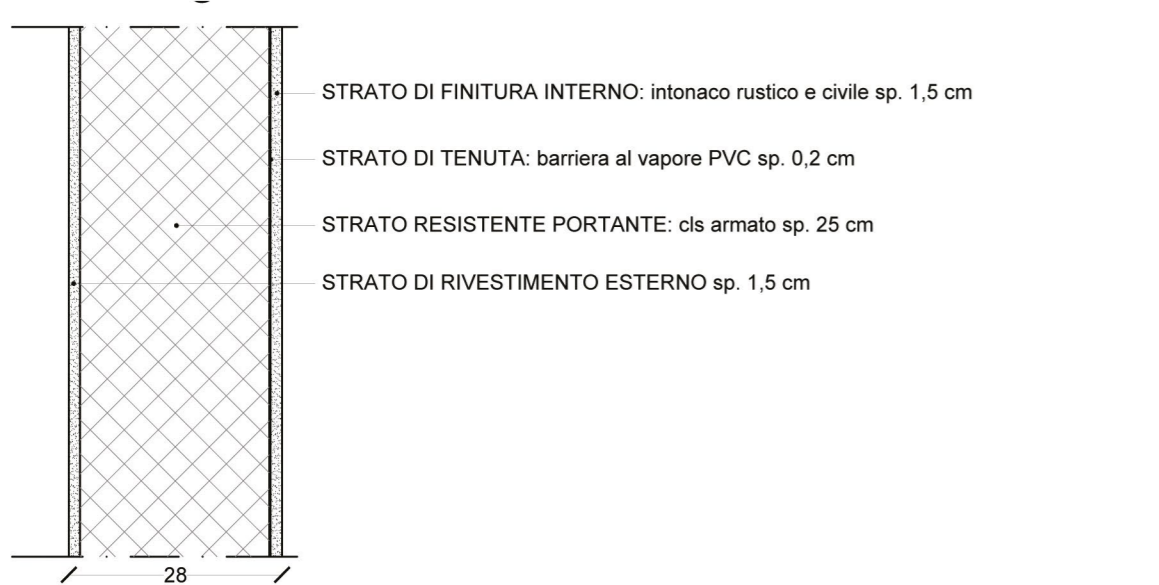 STRATO DI FINITURA INTERNO: intonaco rustico e civile sp. 1,5 cm
STRATO DI TENUTA: barriera al vapore PVC sp. 0,2 cm
STRATO RESISTENTE PORTANTE: cls armato sp. 25 cm
STRATO DI RIVESTIMENTO ESTERNO sp. 1,5 cm
28